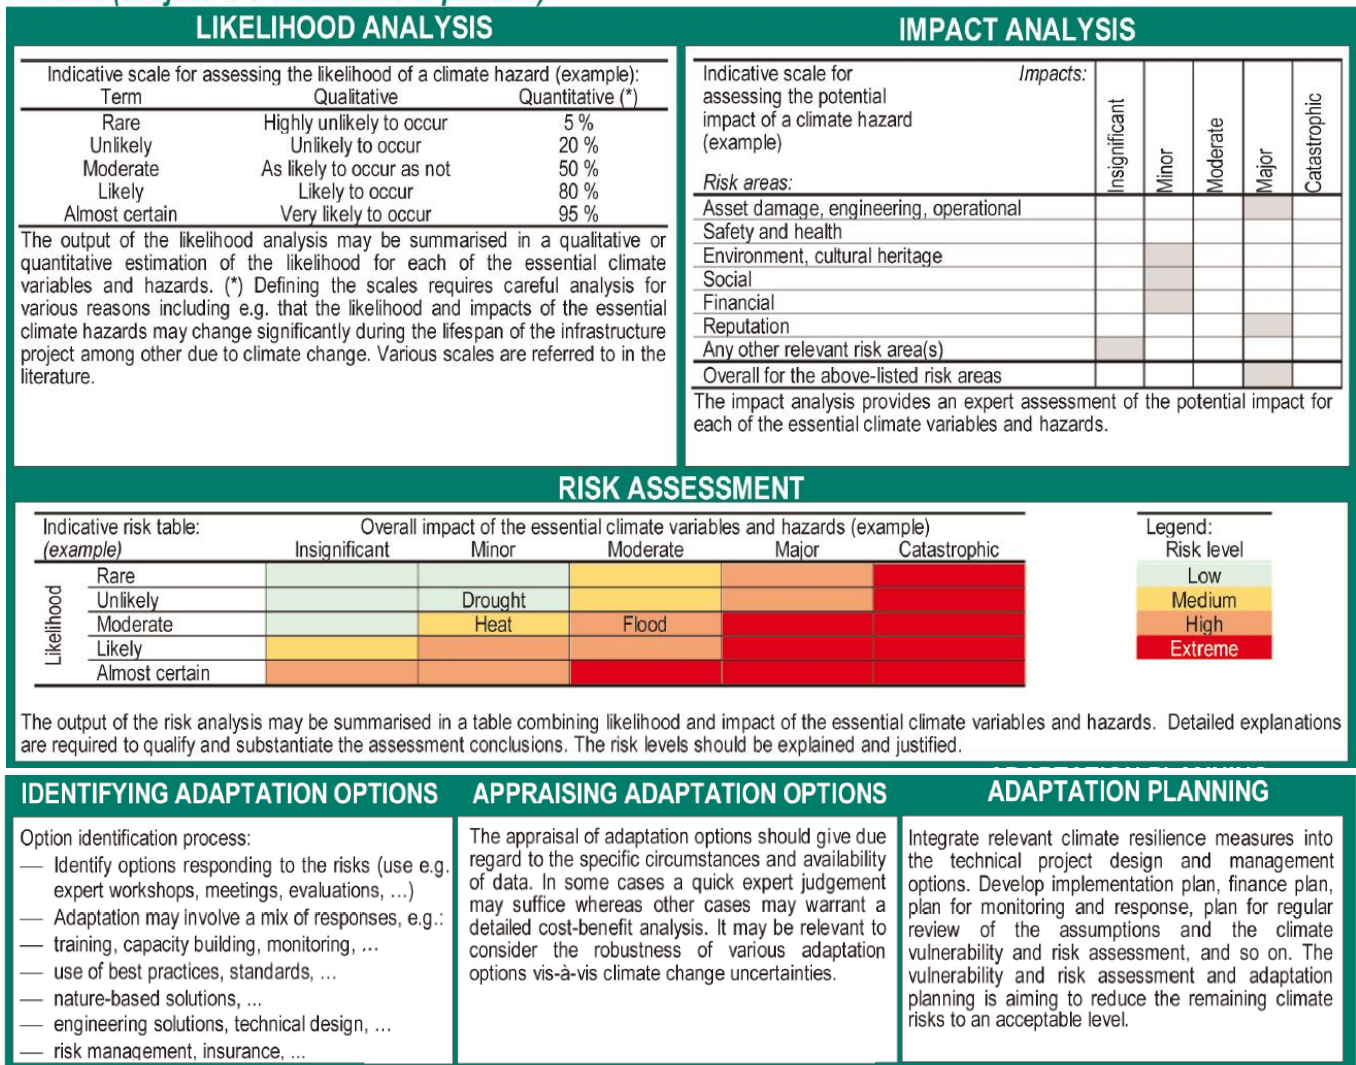 LIKELIHOOD ANALYSIS
Indicative scale for assessing the likelihood of a climate hazard (example):
Term Qualitative Quantitative (*)
Rare Highly unlikely to occur 5 %
Unlikely Unlikely to occur 20 %
Moderate As likely to occur as not 50 %
Likely Likely to occur 80 %
Almost certain Very likely to occur 95 %
The output of the likelihood analysis may be summarised in a qualitative or
quantitative estimation of the likelihood for each of the essential climate
variables and hazards. (*) Defining the scales requires careful analysis for
various reasons including e.g. that the likelihood and impacts of the essential
climate hazards may change significantly during the lifespan of the infrastructure
project among other due to climate change. Various scales are referred to in the
literature.
IMPACT ANALYSIS
Indicative scale for Impacts:
assessing the potential
impact of a climate hazard
(example)
Risk areas:
Insignificant
Minor
Moderate
Major
Catastrophic
Asset damage, engineering, operational
Safety and health
Environment, cultural heritage
Social
Financial
Reputation
Any other relevant risk area(s)
Overall for the above-listed risk areas
The impact analysis provides an expert assessment of the potential impact for
each of the essential climate variables and hazards.
RISK ASSESSMENT
Indicative risk table: Overall impact of the essential climate variables and hazards (example)
(example) Insignificant Minor Moderate Major Catastrophic
Likelihood
Rare
Unlikely Drought
Moderate Heat Flood
Likely
Almost certain
Legend:
Risk level
Low
Medium
High
Extreme
The output of the risk analysis may be summarised in a table combining likelihood and impact of the essential climate variables and hazards. Detailed explanations
are required to qualify and substantiate the assessment conclusions. The risk levels should be explained and justified.
IDENTIFYING ADAPTATION OPTIONS
Option identification process:
— Identify options responding to the risks (use e.g.
expert workshops, meetings, evaluations, …)
— Adaptation may involve a mix of responses, e.g.:
— training, capacity building, monitoring, …
— use of best practices, standards, …
— nature-based solutions, ...
— engineering solutions, technical design, …
— risk management, insurance, ...
APPRAISING ADAPTATION OPTIONS
The appraisal of adaptation options should give due
regard to the specific circumstances and availability
of data. In some cases a quick expert judgement
may suffice whereas other cases may warrant a
detailed cost-benefit analysis. It may be relevant to
consider the robustness of various adaptation
options vis-à-vis climate change uncertainties.
ADAPTATION PLANNING
Integrate relevant climate resilience measures into
the technical project design and management
options. Develop implementation plan, finance plan,
plan for monitoring and response, plan for regular
review of the assumptions and the climate
vulnerability and risk assessment, and so on. The
vulnerability and risk assessment and adaptation
planning is aiming to reduce the remaining climate
risks to an acceptable level.